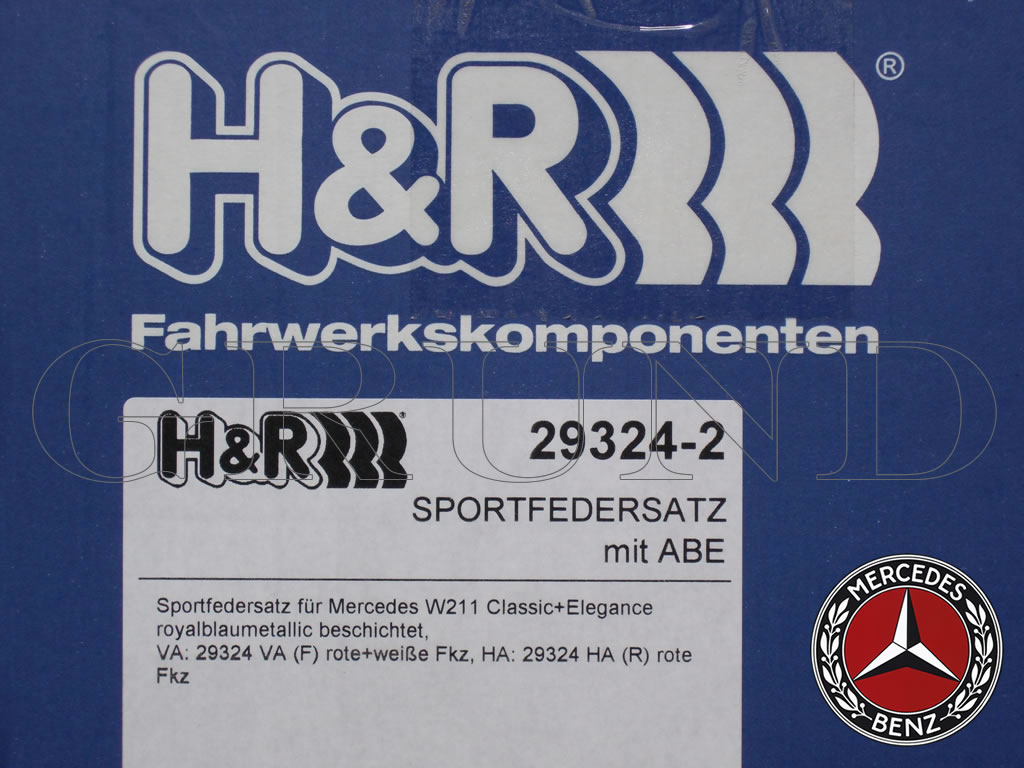 H&R®
Fahrwerkskomponenten
GRUND
H&R®
29324-2
SPORTFEDERSATZ
mit ABE
Sportfedersatz für Mercedes W211 Classic+Elegance
royalblaumetallic beschichtet,
VA: 29324 VA (F) rote+weiße Fkz, HA: 29324 HA (R) rote
Fkz
MERCEDES
BENZ